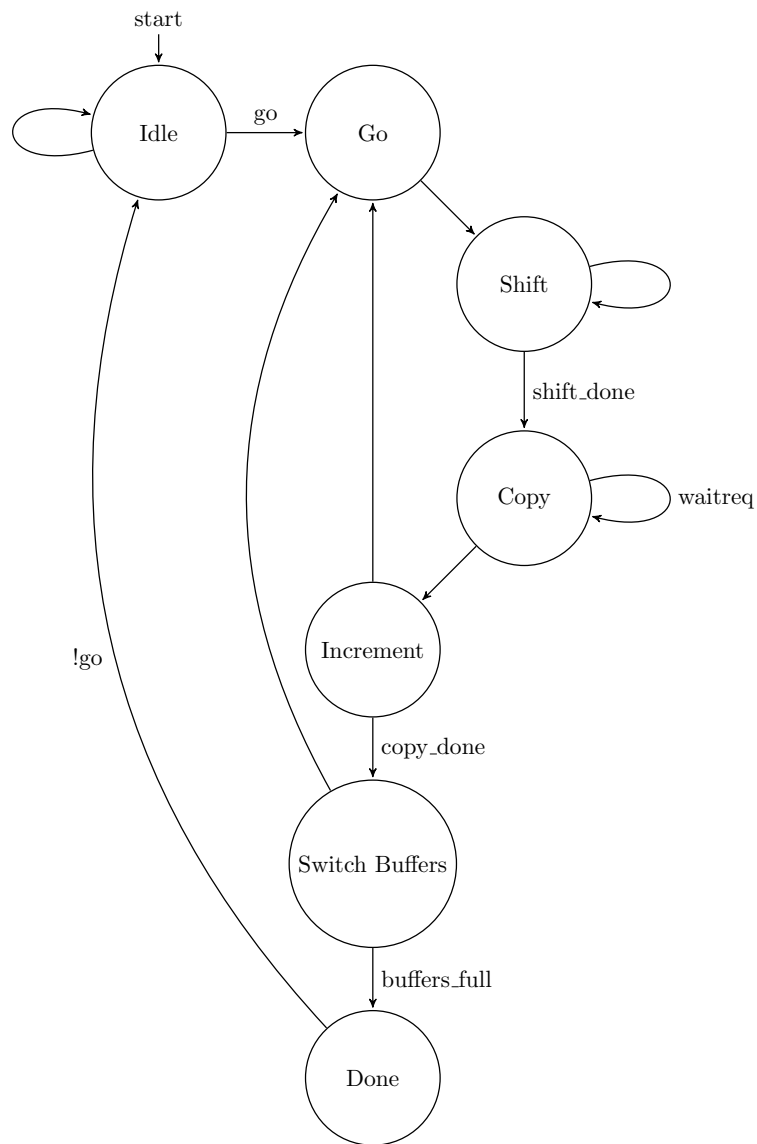 start
Idle
go
Go
Shift
shift_done
Copy
waitreq
Increment
!go
copy_done
Switch Buffers
buffers_full
Done